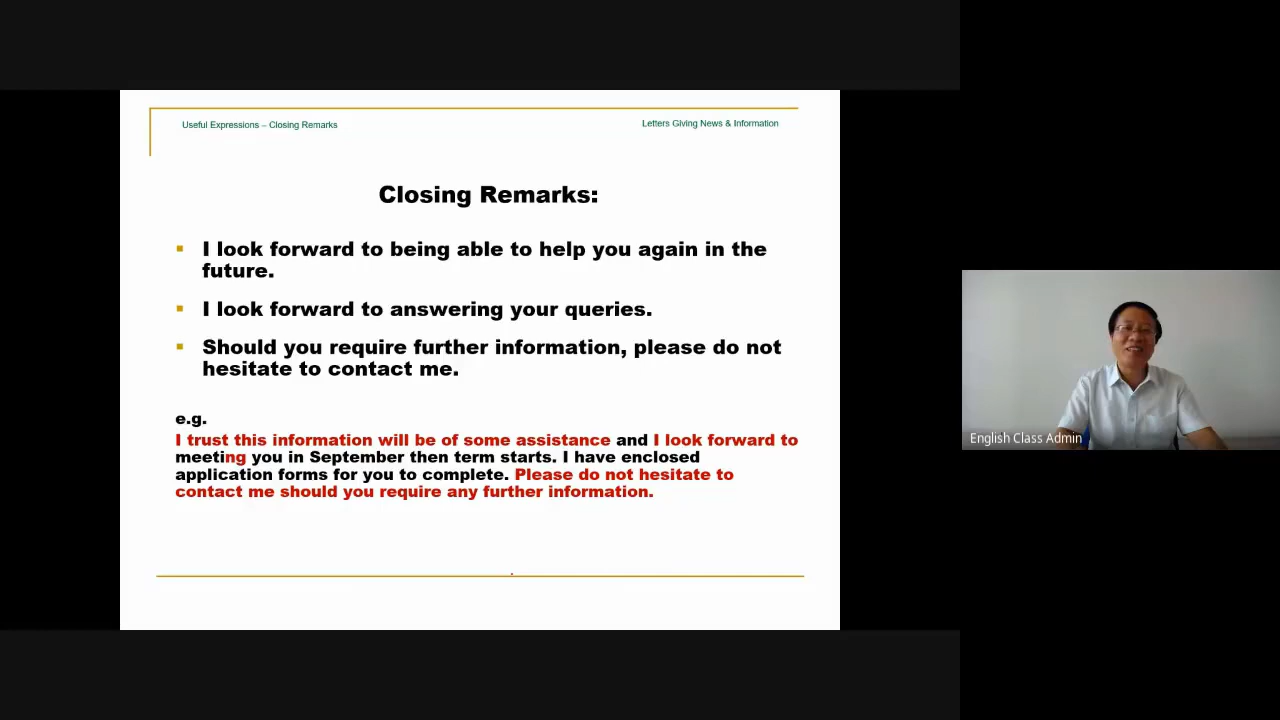 Useful Expressions – Closing Remarks
Letters Giving News & Information
Closing Remarks:
I look forward to being able to help you again in the
future.
I look forward to answering your queries.
Should you require further information, please do not
hesitate to contact me.
e.g.
I trust this information will be of some assistance and I look forward to
meeting you in September then term starts. I have enclosed
application forms for you to complete. Please do not hesitate to
contact me should you require any further information.
English Class Admin